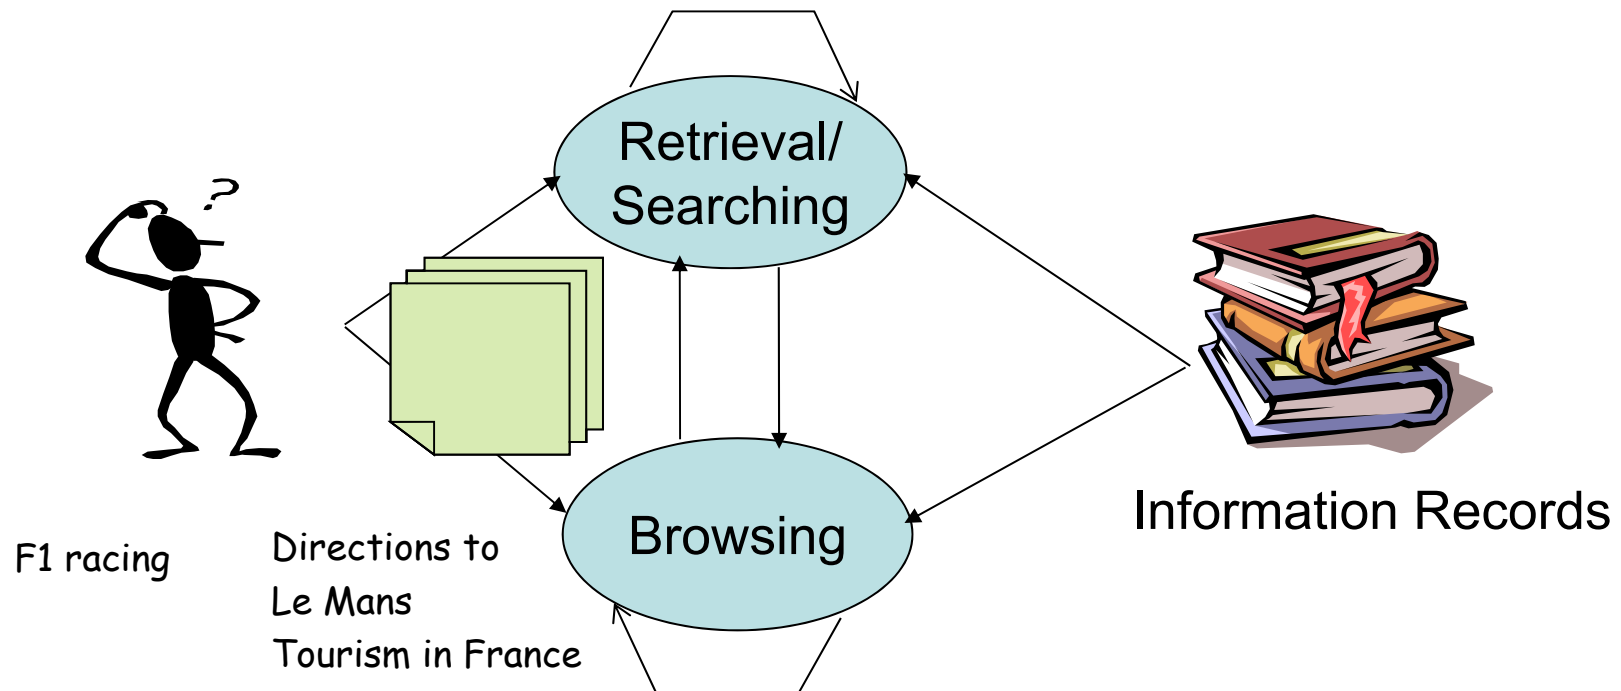 Retrieval/
Searching
?
Browsing
Information Records
F1 racing
Directions to
Le Mans
Tourism in France